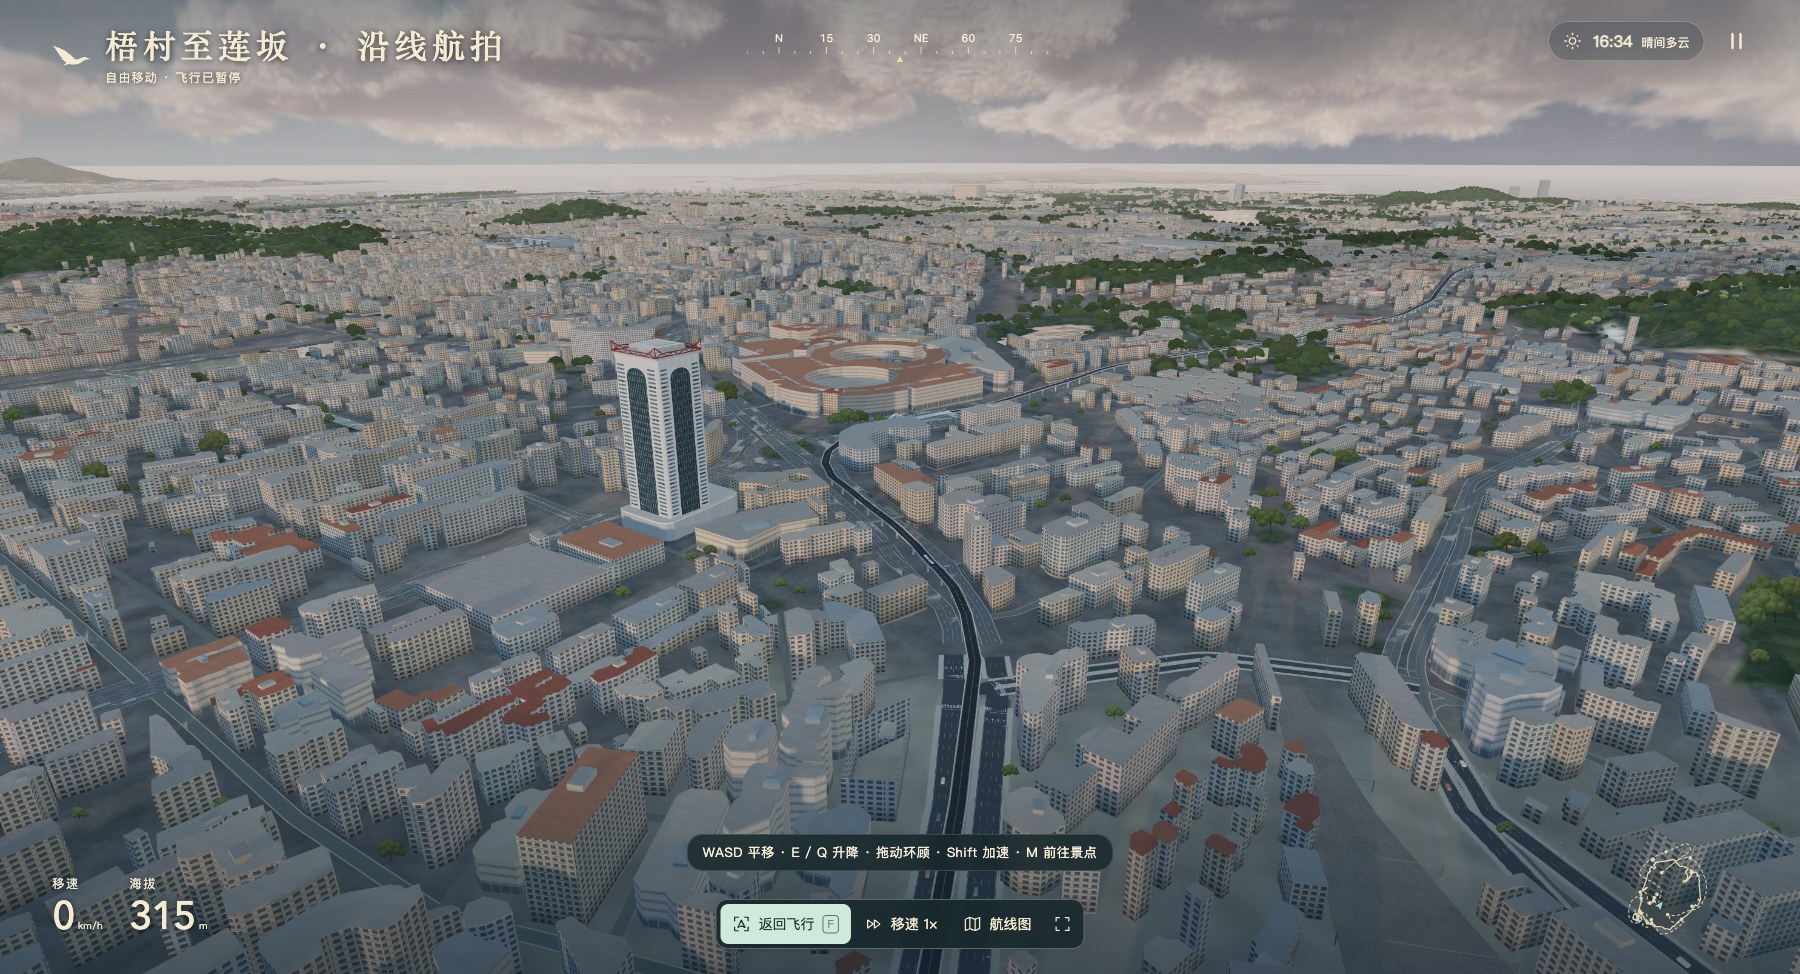 梧村至莲坂 · 沿线航拍
自由移动 · 飞行已暂停
N 15 30 NE 60 75
16:34 晴间多云
WASD 平移 · E / Q 升降 · 拖动环顾 · Shift 加速 · M 前往景点
移速 海拔
0 km/h 315 m
返回飞行 F 移速 1x 航线图